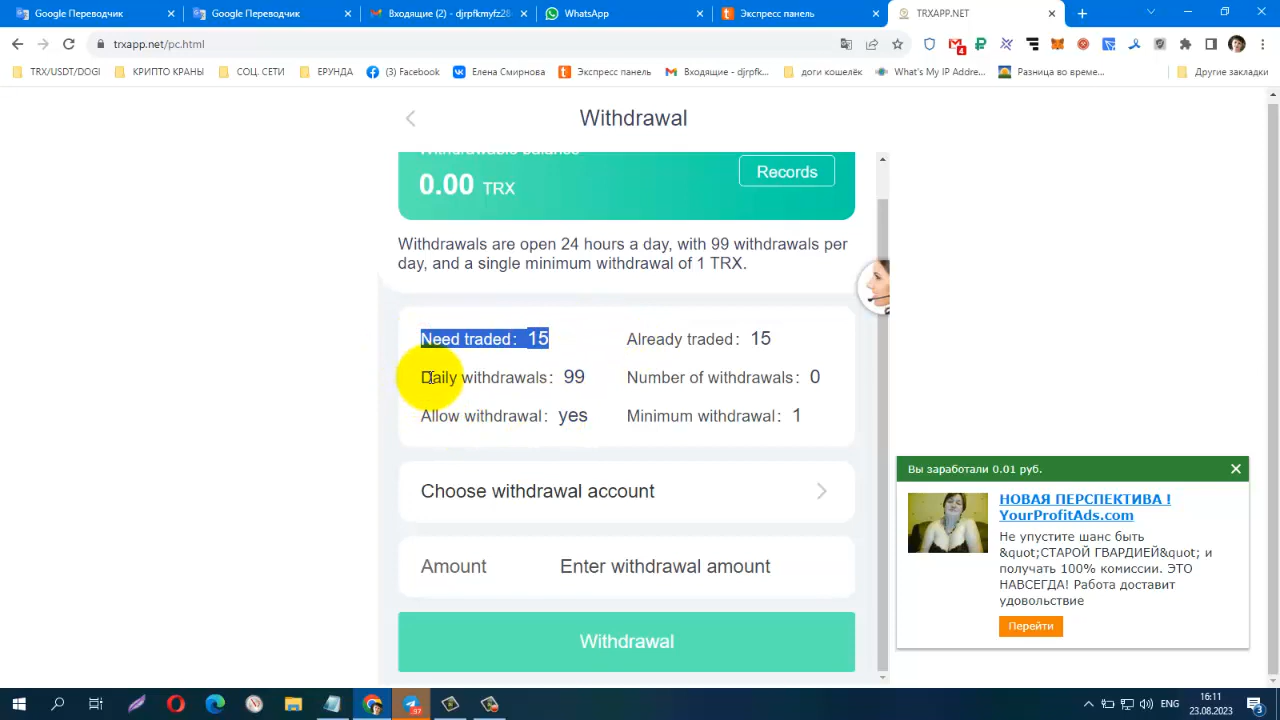 Google Переводчик
Google Переводчик
Входящие (2) - djrpfkmyfz28
WhatsApp
Экспресс панель
TRXAPP.NET
trxapp.net/pc.html
4
TRX/USDT/DOGI
КРИПТО КРАНЫ
СОЦ. СЕТИ
ЕРУНДА
(3) Facebook
Елена Смирнова
Экспресс панель
Входящие - djrpfk...
доги кошелёк
What's My IP Addre...
Разница во време...
Другие закладки
Withdrawal
Withdrawable balance
0.00 TRX
Records
Withdrawals are open 24 hours a day, with 99 withdrawals per
day, and a single minimum withdrawal of 1 TRX.
Need traded: 15
Already traded: 15
Daily withdrawals: 99
Number of withdrawals: 0
Allow withdrawal: yes
Minimum withdrawal: 1
Choose withdrawal account
Amount
Enter withdrawal amount
Withdrawal
Вы заработали 0.01 руб.
НОВАЯ ПЕРСПЕКТИВА !
YourProfitAds.com
Не упустите шанс быть
&quot;СТАРОЙ ГВАРДИЕЙ&quot; и
получать 100% комиссии. ЭТО
НАВСЕГДА! Работа доставит
удовольствие
Перейти
97
ENG
16:11
23.08.2023
3